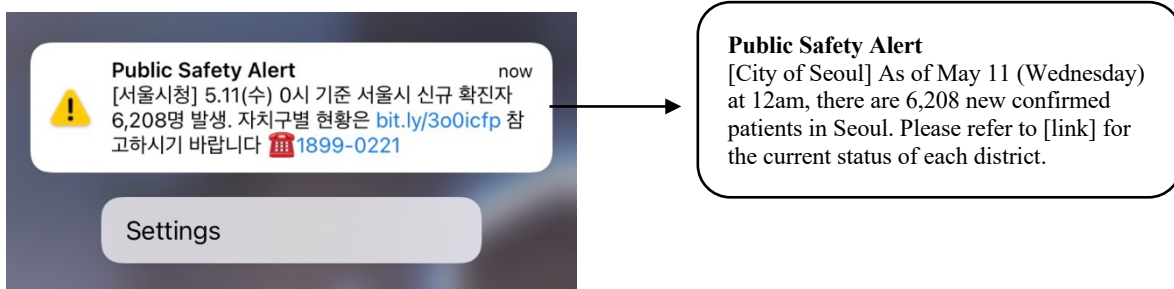 Public Safety Alert
now
[서울시청] 5.11(수) 0시 기준 서울시 신규 확진자
6,208명 발생. 자치구별 현황은 bit.ly/3o0icfp 참
고하시기 바랍니다 ☎️1899-0221
Settings
Public Safety Alert
[City of Seoul] As of May 11 (Wednesday)
at 12am, there are 6,208 new confirmed
patients in Seoul. Please refer to [link] for
the current status of each district.